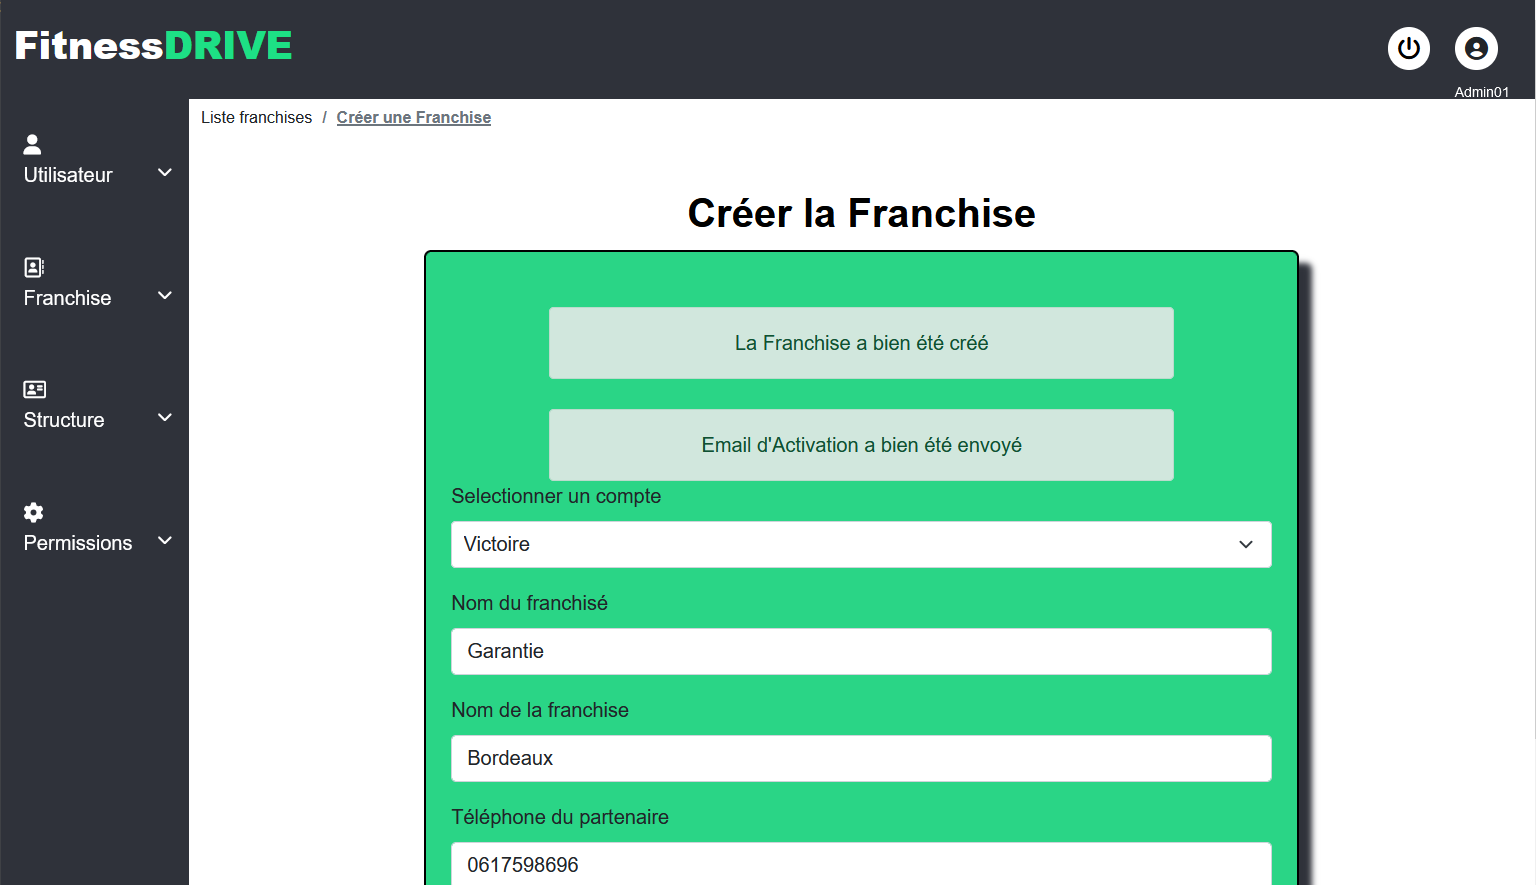 FitnessDRIVE
Admin01
Liste franchises / Créer une Franchise
Utilisateur
Franchise
Structure
Permissions
Créer la Franchise
La Franchise a bien été créé
Email d'Activation a bien été envoyé
Selectionner un compte
Victoire
Nom du franchisé
Garantie
Nom de la franchise
Bordeaux
Téléphone du partenaire
0617598696